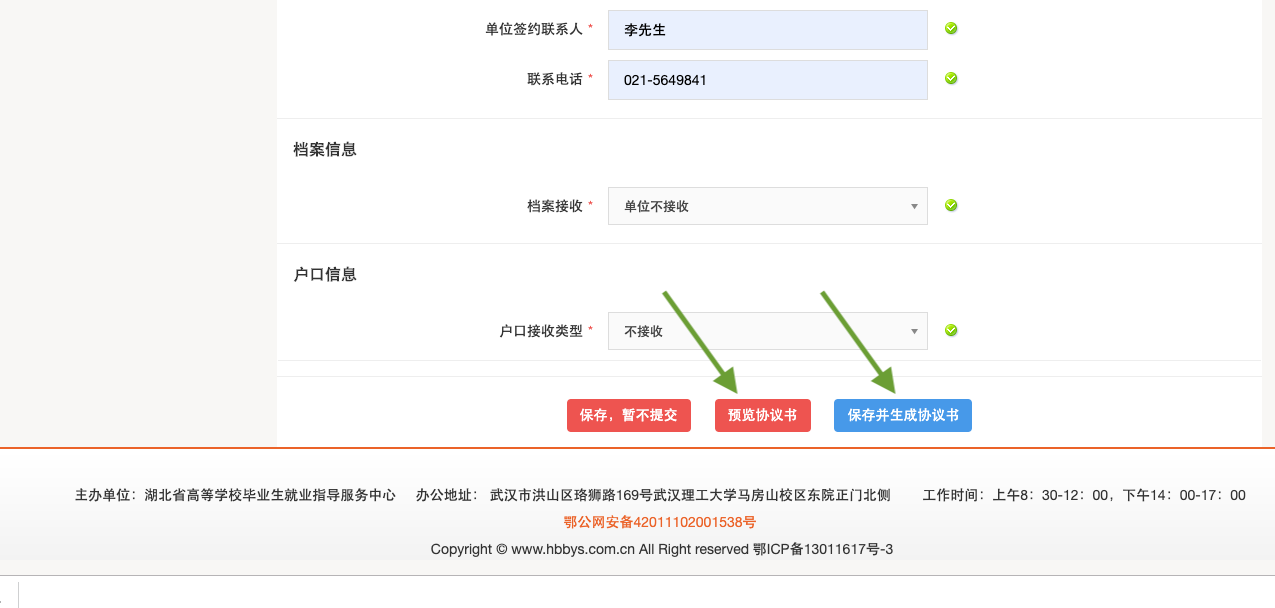 单位签约联系人 * 李先生
联系电话 * 021-5649841
档案信息
档案接收 * 单位不接收
户口信息
户口接收类型 * 不接收
保存，暂不提交 预览协议书 保存并生成协议书
主办单位：湖北省高等学校毕业生就业指导服务中心 办公地址： 武汉市洪山区珞狮路169号武汉理工大学马房山校区东院正门北侧 工作时间：上午8：30-12：00，下午14：00-17：00
鄂公网安备42011102001538号
Copyright © www.hbbys.com.cn All Right reserved 鄂ICP备13011617号-3